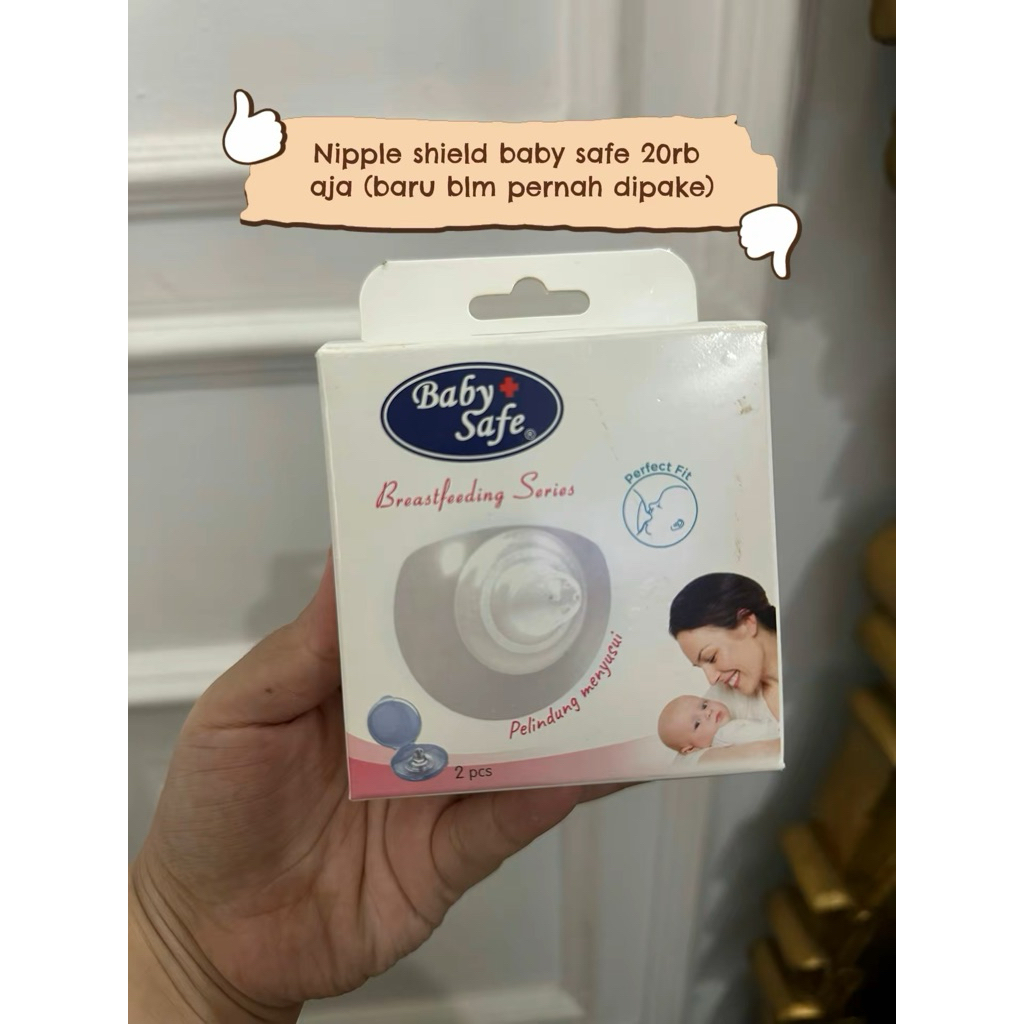 Nipple shield baby safe 20rb
aja (baru blm pernah dipake)
Baby
Safe®
Breastfeeding Series
Perfect Fit
Pelindung menyusui
2 pcs